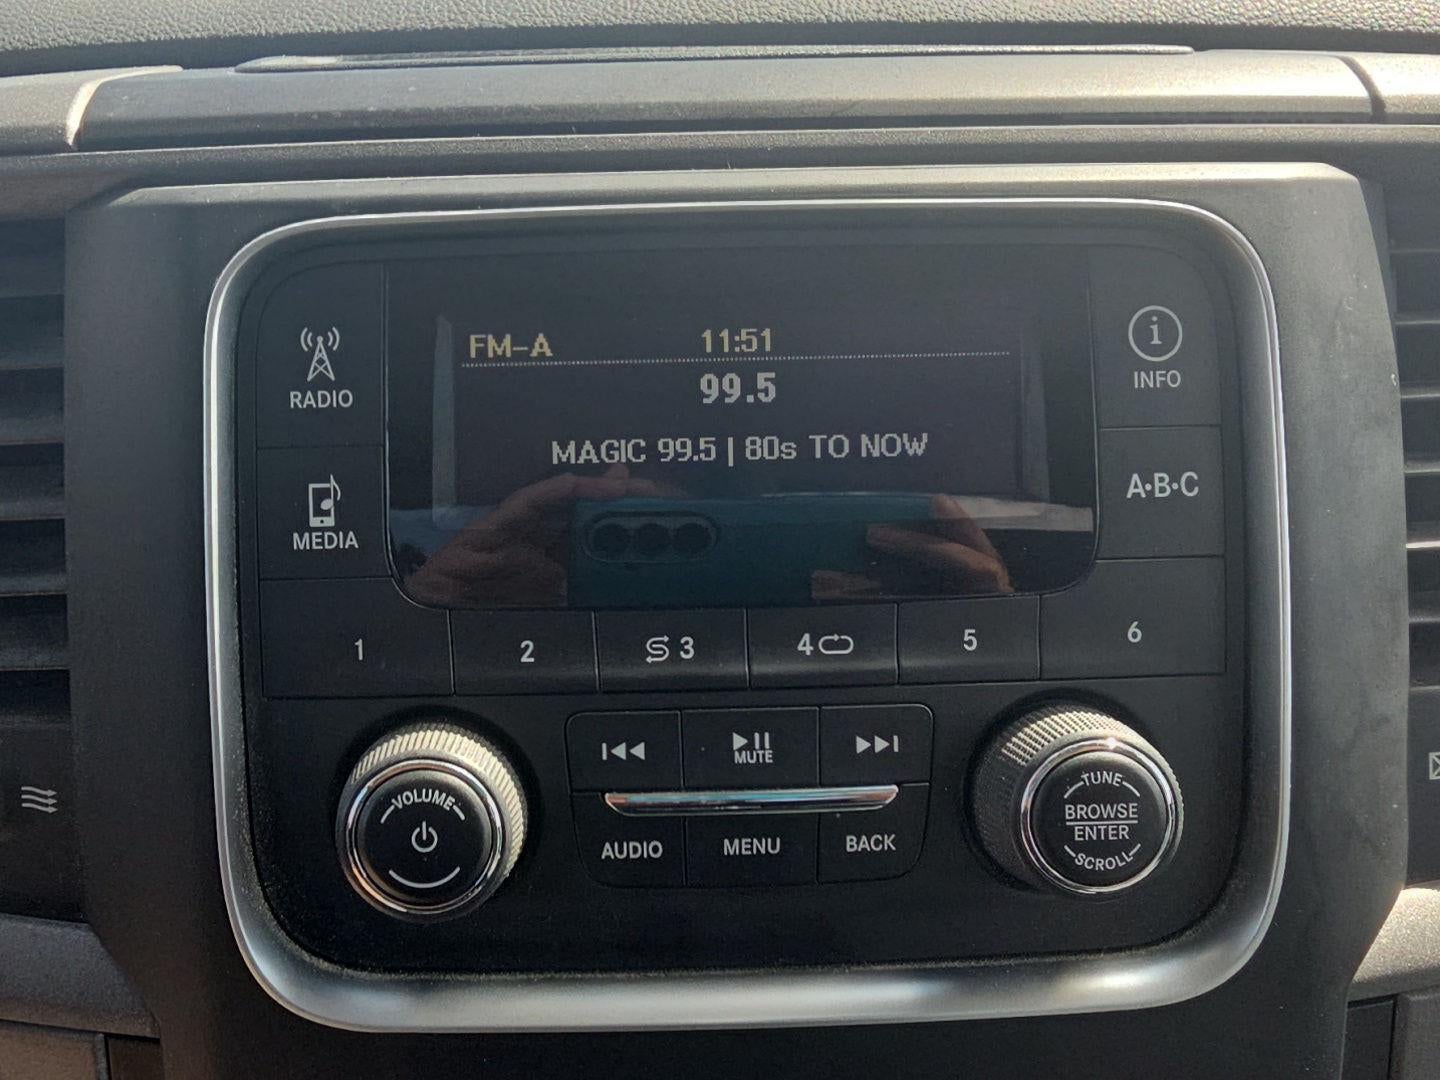 FM-A 11:51
99.5
MAGIC 99.5 | 80s TO NOW
RADIO
MEDIA
INFO
A·B·C
1 2 3 4 5 6
VOLUME
MUTE
AUDIO MENU BACK
TUNE
BROWSE
ENTER
SCROLL